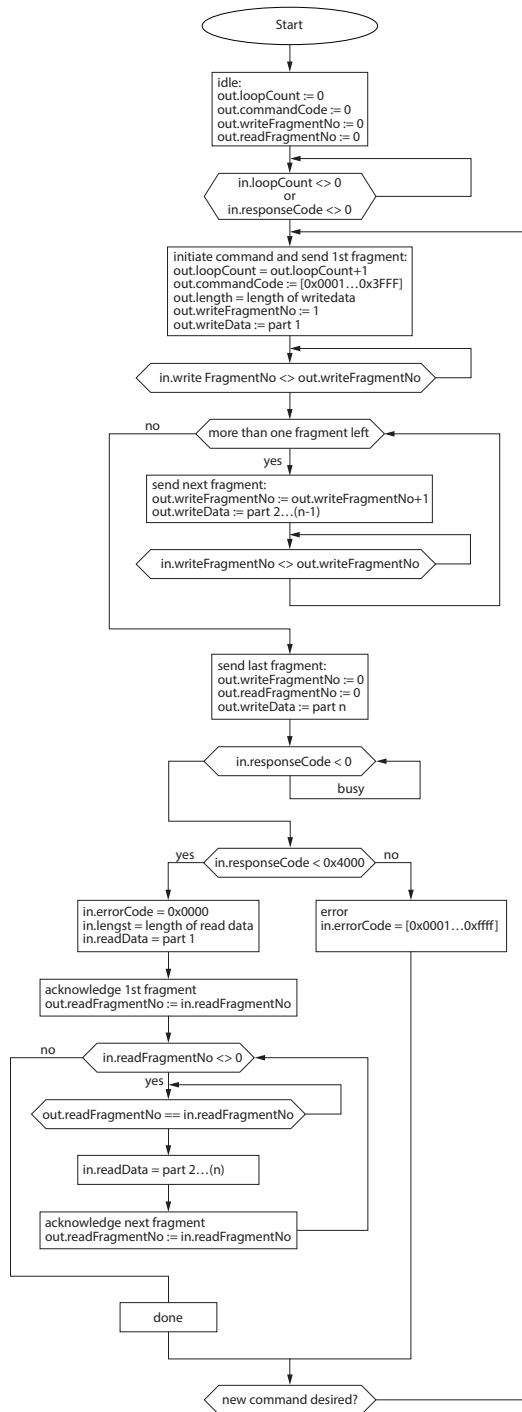 Start
idle:
out.loopCount := 0
out.commandCode := 0
out.writeFragmentNo := 0
out.readFragmentNo := 0
in.loopCount <> 0
or
in.responseCode <> 0
initiate command and send 1st fragment:
out.loopCount = out.loopCount+1
out.commandCode := [0x0001…0x3FFF]
out.length = length of writedata
out.writeFragmentNo := 1
out.writeData := part 1
in.write FragmentNo <> out.writeFragmentNo
no
more than one fragment left
yes
send next fragment:
out.writeFragmentNo := out.writeFragmentNo+1
out.writeData := part 2…(n-1)
in.writeFragmentNo <> out.writeFragmentNo
send last fragment:
out.writeFragmentNo := 0
out.readFragmentNo := 0
out.writeData := part n
in.responseCode < 0
busy
yes
in.responseCode < 0x4000
no
in.errorCode = 0x0000
in.lengst = length of read data
in.readData = part 1
error
in.errorCode = [0x0001…0xffff]
acknowledge 1st fragment
out.readFragmentNo := in.readFragmentNo
no
in.readFragmentNo <> 0
yes
out.readFragmentNo == in.readFragmentNo
in.readData = part 2…(n)
acknowledge next fragment
out.readFragmentNo := in.readFragmentNo
done
new command desired?